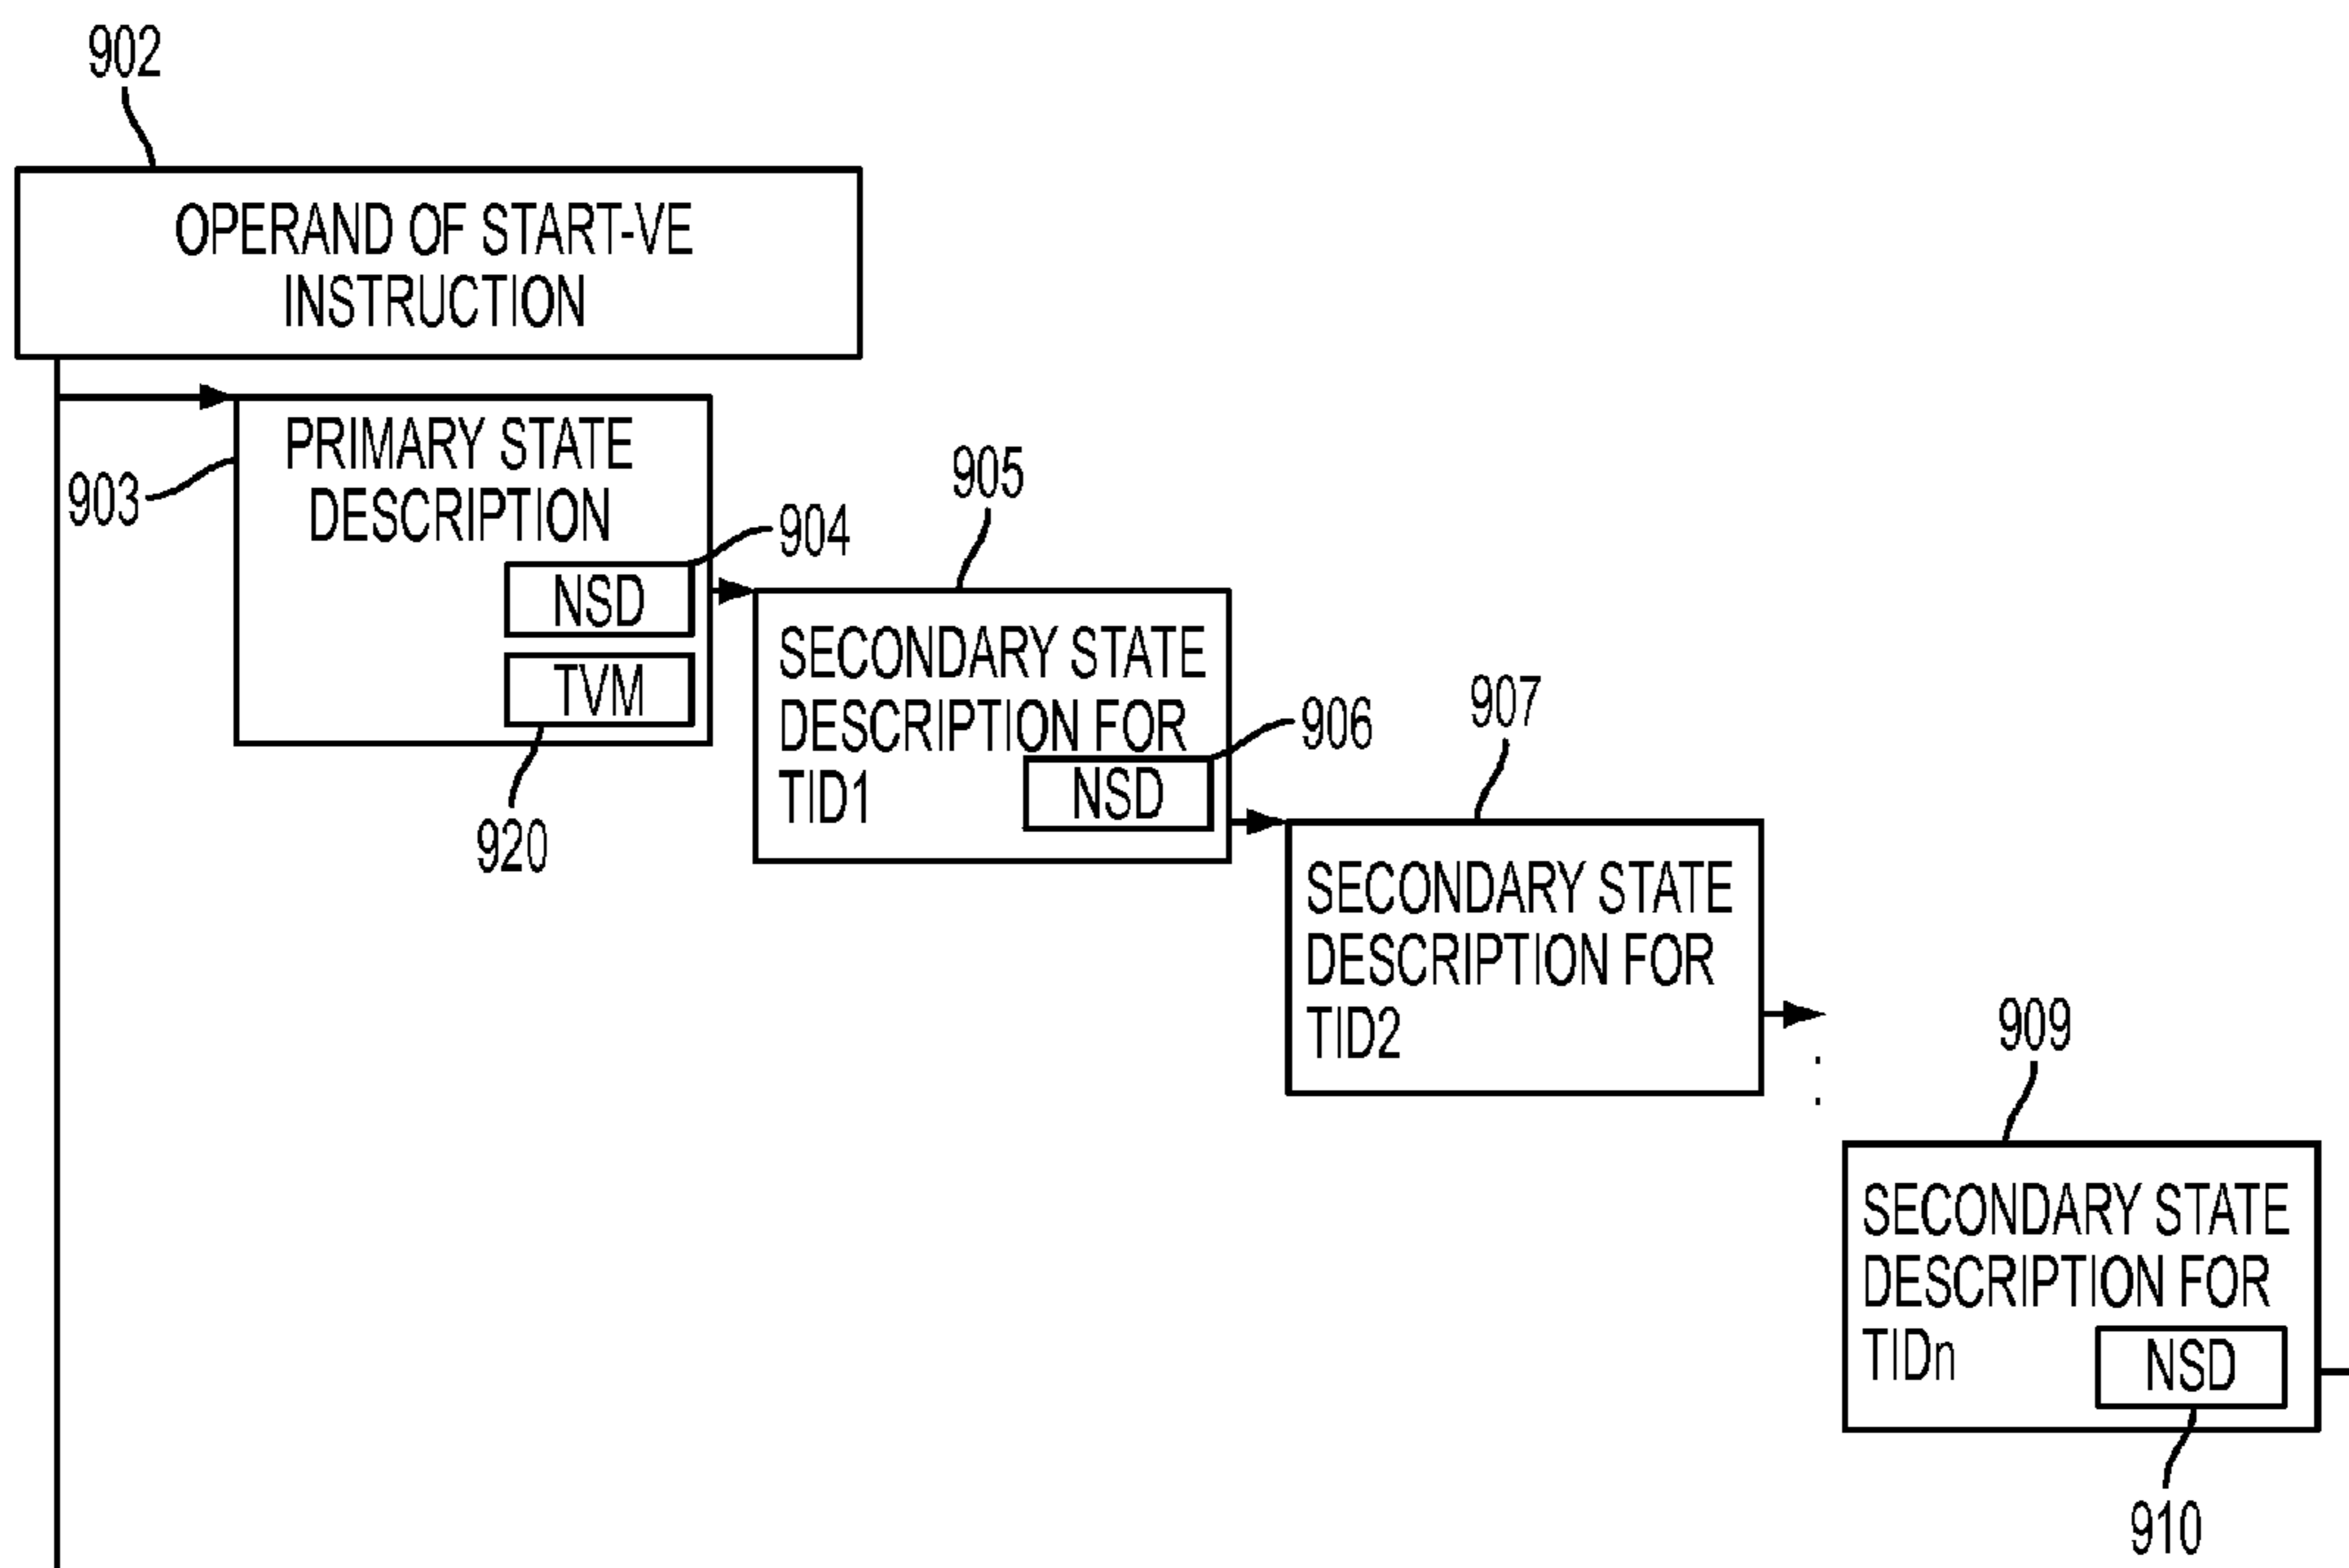 902
OPERAND OF START-VE
INSTRUCTION
PRIMARY STATE
DESCRIPTION
903
904
NSD
TVM
920
905
SECONDARY STATE
DESCRIPTION FOR
TID1
906
NSD
907
SECONDARY STATE
DESCRIPTION FOR
TID2
909
SECONDARY STATE
DESCRIPTION FOR
TIDn
NSD
910